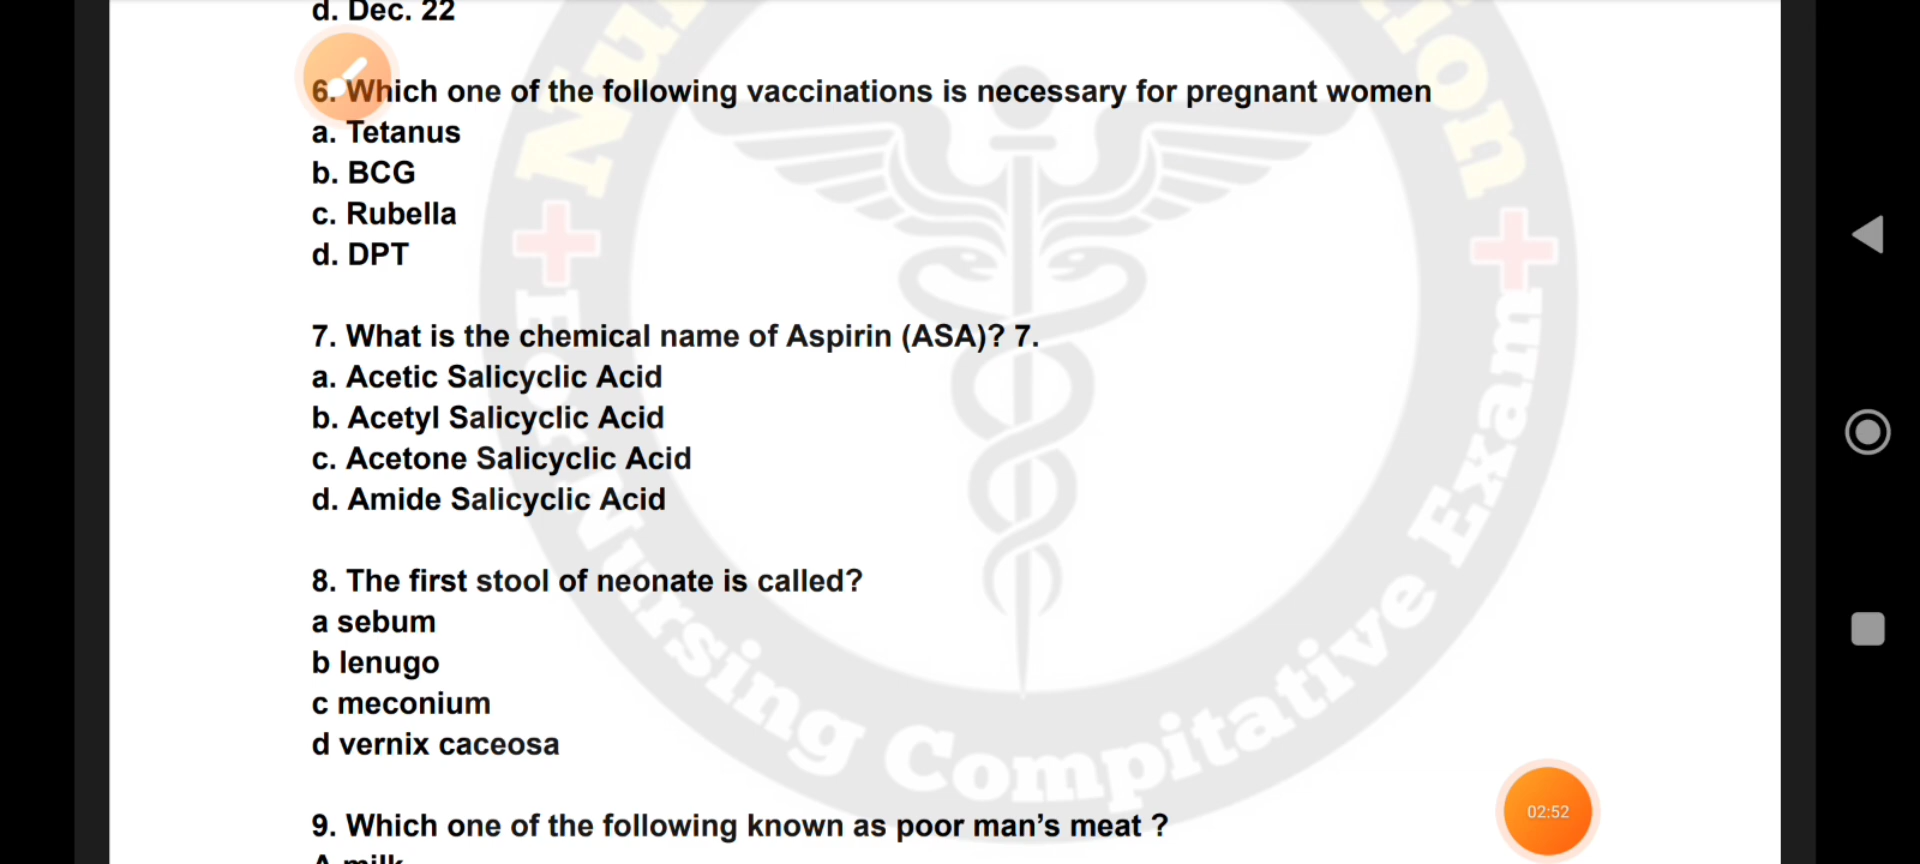 d. Dec. 22
6. Which one of the following vaccinations is necessary for pregnant women
a. Tetanus
b. BCG
c. Rubella
d. DPT
7. What is the chemical name of Aspirin (ASA)? 7.
a. Acetic Salicyclic Acid
b. Acetyl Salicyclic Acid
c. Acetone Salicyclic Acid
d. Amide Salicyclic Acid
8. The first stool of neonate is called?
a sebum
b lenugo
c meconium
d vernix caceosa
9. Which one of the following known as poor man's meat ?
A milk
Nursing Compitative Exam
02:52